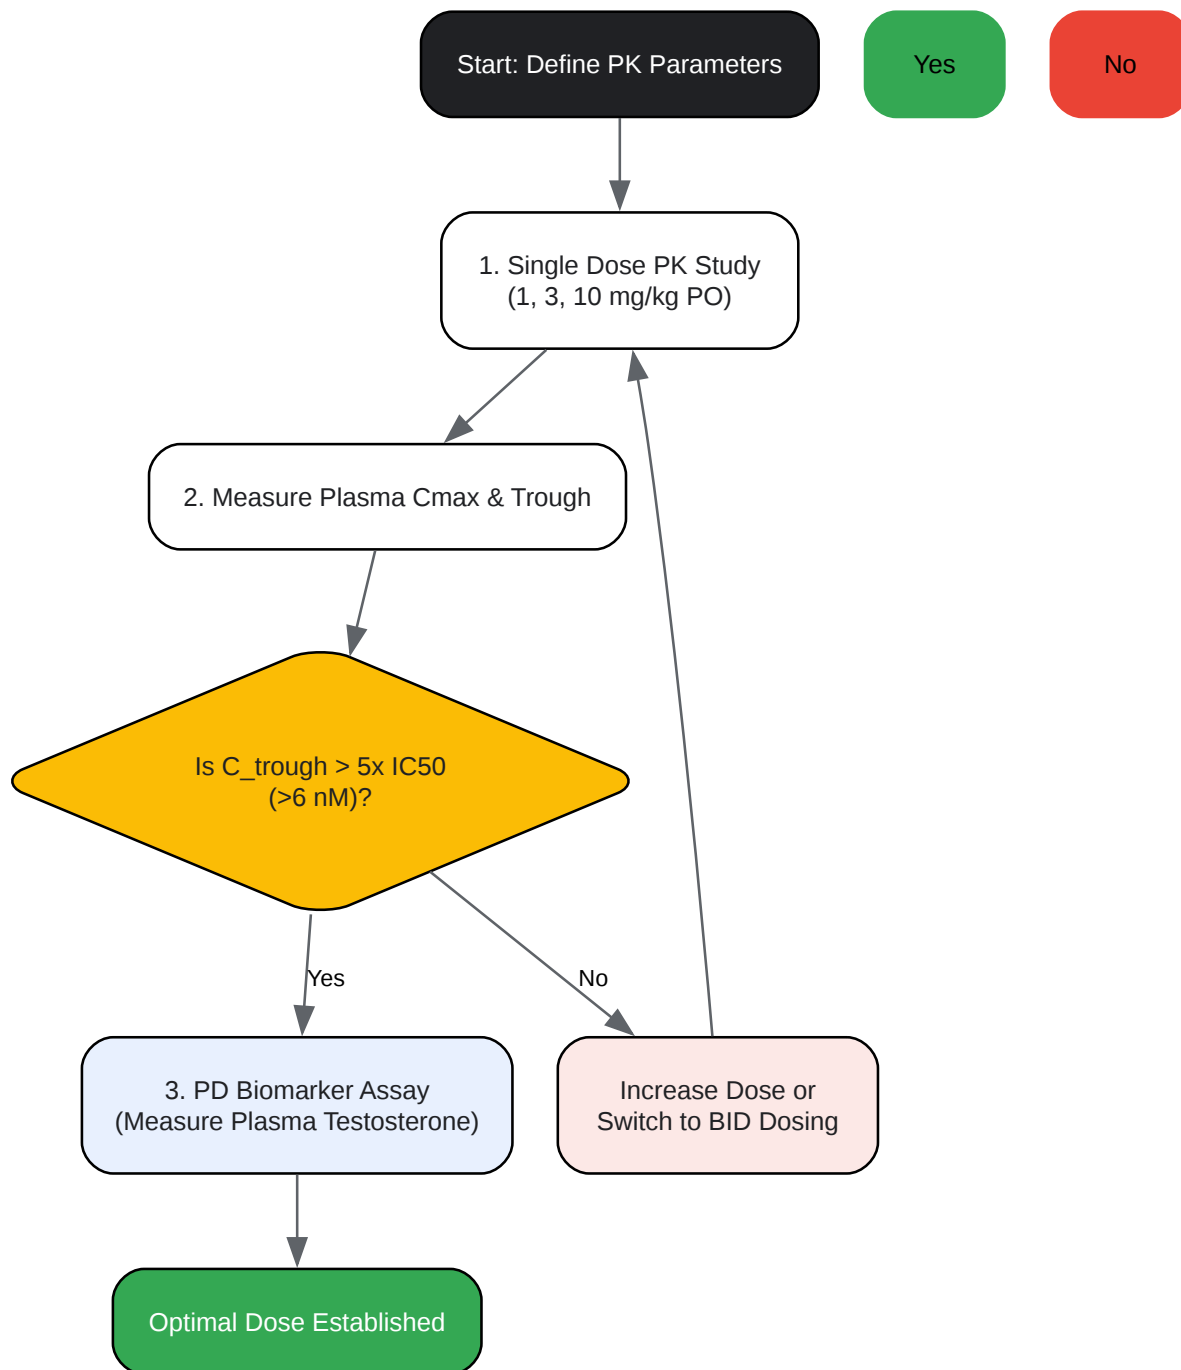 Start: Define PK Parameters
Yes
No
1. Single Dose PK Study
(1, 3, 10 mg/kg PO)
2. Measure Plasma Cmax & Trough
Is C_trough > 5x IC50
(>6 nM)?
Yes
No
3. PD Biomarker Assay
(Measure Plasma Testosterone)
Increase Dose or
Switch to BID Dosing
Optimal Dose Established